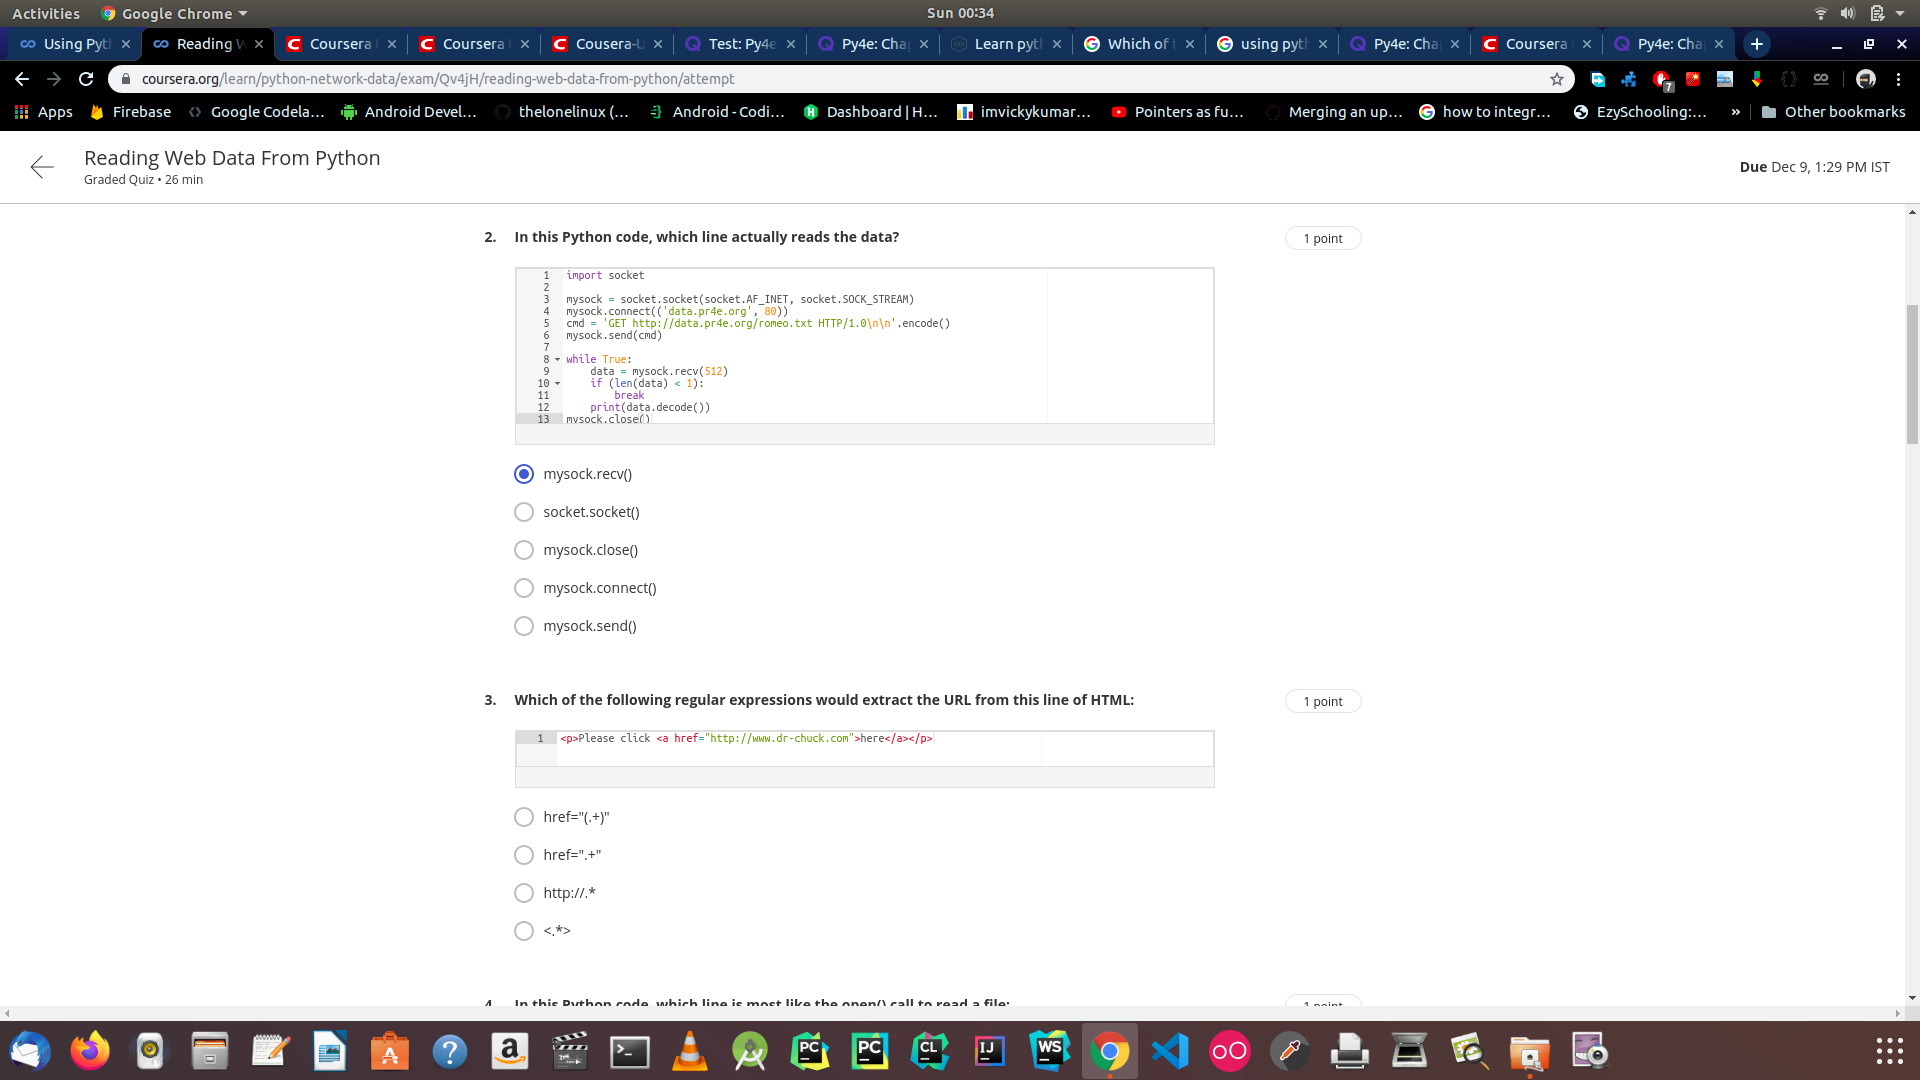 Activities Google Chrome Sun 00:34
Using Pyt Reading W Coursera Coursera Cousera-U Test: Py4e Py4e: Cha Learn pyt Which of using pyt Py4e: Cha Coursera Py4e: Cha
coursera.org/learn/python-network-data/exam/Qv4jH/reading-web-data-from-python/attempt 7
Apps Firebase Google Codela... Android Devel... thelonelinux (... Android - Codi... Dashboard | H... imvickykumar... Pointers as fu... Merging an up... how to integr... EzySchooling:... » Other bookmarks
Reading Web Data From Python
Graded Quiz • 26 min
Due Dec 9, 1:29 PM IST
2. In this Python code, which line actually reads the data? 1 point
1 import socket
2
3 mysock = socket.socket(socket.AF_INET, socket.SOCK_STREAM)
4 mysock.connect(('data.pr4e.org', 80))
5 cmd = 'GET http://data.pr4e.org/romeo.txt HTTP/1.0\n\n'.encode()
6 mysock.send(cmd)
7
8 while True:
9 data = mysock.recv(512)
10 if (len(data) < 1):
11 break
12 print(data.decode())
13 mysock.close()
mysock.recv()
socket.socket()
mysock.close()
mysock.connect()
mysock.send()
3. Which of the following regular expressions would extract the URL from this line of HTML: 1 point
1 <p>Please click <a href="http://www.dr-chuck.com">here</a></p>
href="(.+)"
href=".+"
http://.*
<.*>
4. In this Python code, which line is most like the open() call to read a file: 1 point